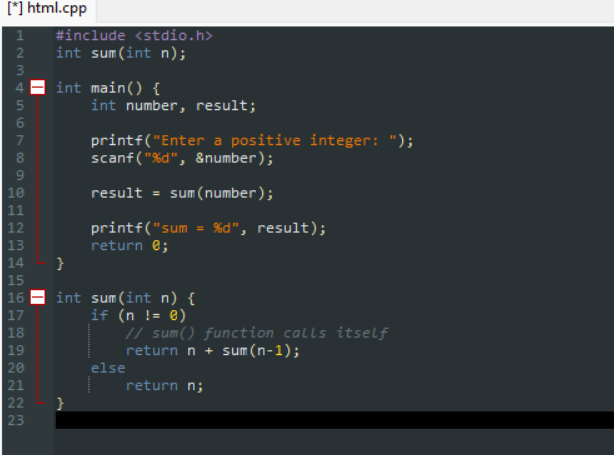 [*] html.cpp
1 #include <stdio.h>
2 int sum(int n);
3
4 int main() {
5 int number, result;
6
7 printf("Enter a positive integer: ");
8 scanf("%d", &number);
9
10 result = sum(number);
11
12 printf("sum = %d", result);
13 return 0;
14 }
15
16 int sum(int n) {
17 if (n != 0)
18 // sum() function calls itself
19 return n + sum(n-1);
20 else
21 return n;
22 }
23